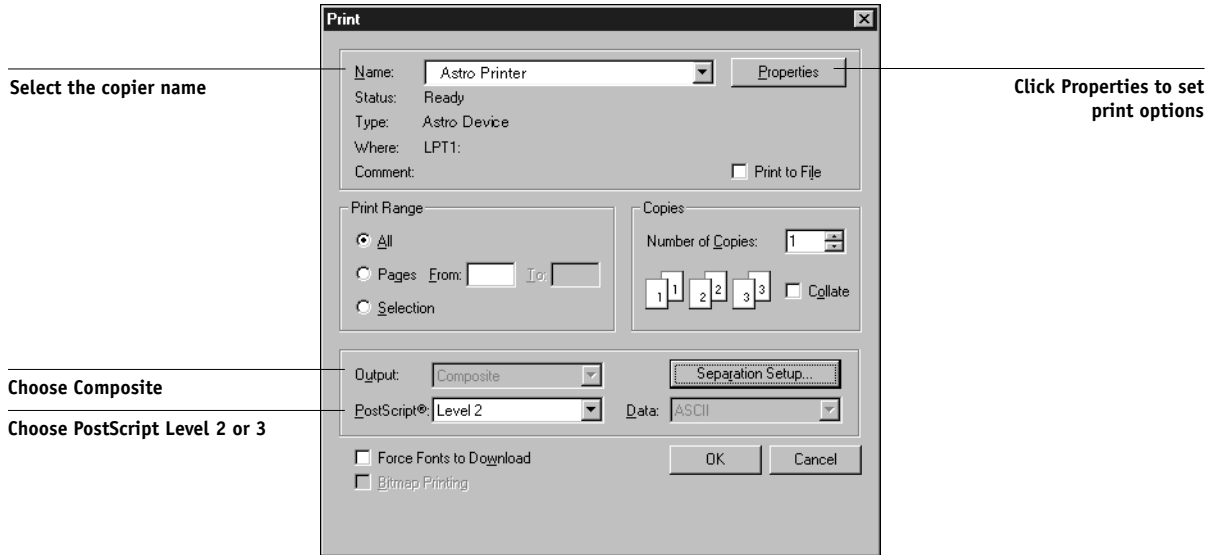 Print
Name: Astro Printer Properties
Select the copier name
Click Properties to set
print options
Status: Ready
Type: Astro Device
Where: LPT1:
Comment: Print to File
Print Range
All
Pages From: To:
Selection
Copies
Number of Copies: 1
1 1 2 2 3 3 Collate
Choose Composite
Output: Composite Separation Setup...
Choose PostScript Level 2 or 3
PostScript®: Level 2 Data: ASCII
Force Fonts to Download OK Cancel
Bitmap Printing